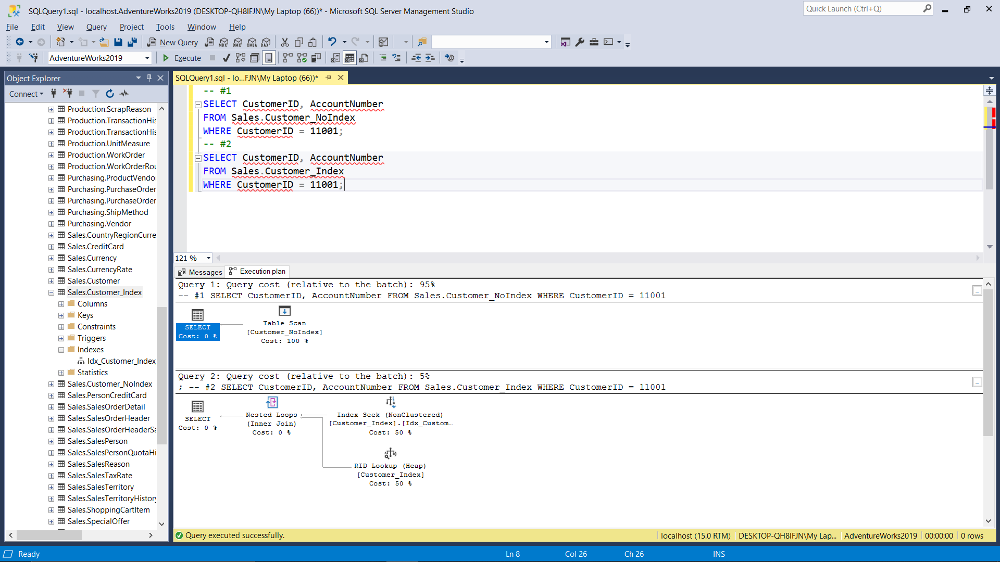 SQLQuery1.sql - localhost.AdventureWorks2019 (DESKTOP-QH8IFJN\My Laptop (66))* - Microsoft SQL Server Management Studio
Quick Launch (Ctrl+Q)
File Edit View Query Project Tools Window Help
New Query MDX DMX XMLA DAX
AdventureWorks2019 Execute
Object Explorer
Connect
Production.ScrapReason
Production.TransactionHis
Production.TransactionHis
Production.UnitMeasure
Production.WorkOrder
Production.WorkOrderRou
Purchasing.ProductVendor
Purchasing.PurchaseOrder
Purchasing.PurchaseOrder
Purchasing.ShipMethod
Purchasing.Vendor
Sales.CountryRegionCurre
Sales.CreditCard
Sales.Currency
Sales.CurrencyRate
Sales.Customer
Sales.Customer_Index
Columns
Keys
Constraints
Triggers
Indexes
Idx_Customer_Index_
Statistics
Sales.Customer_NoIndex
Sales.PersonCreditCard
Sales.SalesOrderDetail
Sales.SalesOrderHeader
Sales.SalesOrderHeaderSa
Sales.SalesPerson
Sales.SalesPersonQuotaHi
Sales.SalesReason
Sales.SalesTaxRate
Sales.SalesTerritory
Sales.SalesTerritoryHistory
Sales.ShoppingCartItem
Sales.SpecialOffer
SQLQuery1.sql - lo...FJN\My Laptop (66))*
-- #1
SELECT CustomerID, AccountNumber
FROM Sales.Customer_NoIndex
WHERE CustomerID = 11001;
-- #2
SELECT CustomerID, AccountNumber
FROM Sales.Customer_Index
WHERE CustomerID = 11001;
121 %
Messages Execution plan
Query 1: Query cost (relative to the batch): 95%
-- #1 SELECT CustomerID, AccountNumber FROM Sales.Customer_NoIndex WHERE CustomerID = 11001
...
SELECT
Cost: 0 %
Table Scan
[Customer_NoIndex]
Cost: 100 %
Query 2: Query cost (relative to the batch): 5%
; -- #2 SELECT CustomerID, AccountNumber FROM Sales.Customer_Index WHERE CustomerID = 11001
...
SELECT
Cost: 0 %
Nested Loops
(Inner Join)
Cost: 0 %
Index Seek (NonClustered)
[Customer_Index].[Idx_Custom...
Cost: 50 %
RID Lookup (Heap)
[Customer_Index]
Cost: 50 %
Query executed successfully.
localhost (15.0 RTM) DESKTOP-QH8IFJN\My Lap... AdventureWorks2019 00:00:00 0 rows
Ready Ln 8 Col 26 Ch 26 INS